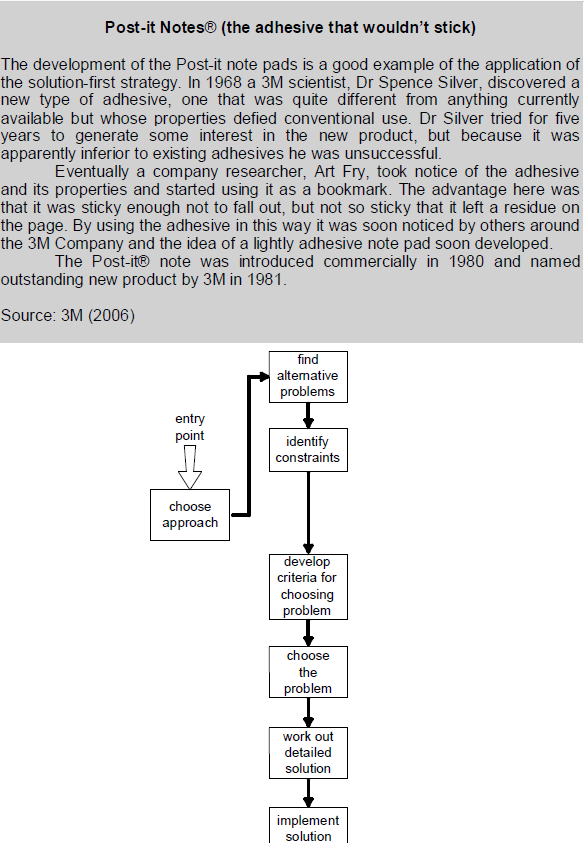 Post-it Notes® (the adhesive that wouldn't stick)
The development of the Post-it note pads is a good example of the application of
the solution-first strategy. In 1968 a 3M scientist, Dr Spence Silver, discovered a
new type of adhesive, one that was quite different from anything currently
available but whose properties defied conventional use. Dr Silver tried for five
years to generate some interest in the new product, but because it was
apparently inferior to existing adhesives he was unsuccessful.
Eventually a company researcher, Art Fry, took notice of the adhesive
and its properties and started using it as a bookmark. The advantage here was
that it was sticky enough not to fall out, but not so sticky that it left a residue on
the page. By using the adhesive in this way it was soon noticed by others around
the 3M Company and the idea of a lightly adhesive note pad soon developed.
The Post-it® note was introduced commercially in 1980 and named
outstanding new product by 3M in 1981.
Source: 3M (2006)
entry
point
choose
approach
find
alternative
problems
identify
constraints
develop
criteria for
choosing
problem
choose
the
problem
work out
detailed
solution
implement
solution